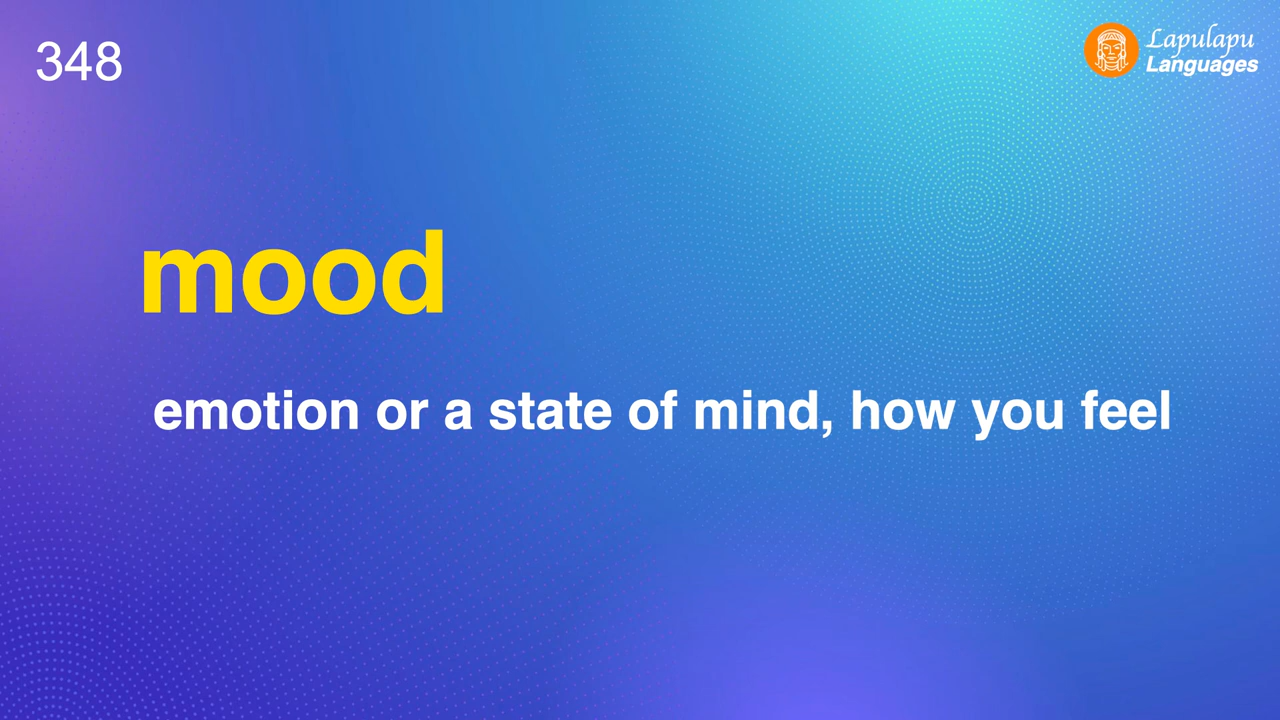 348
Lapulapu
Languages
mood
emotion or a state of mind, how you feel